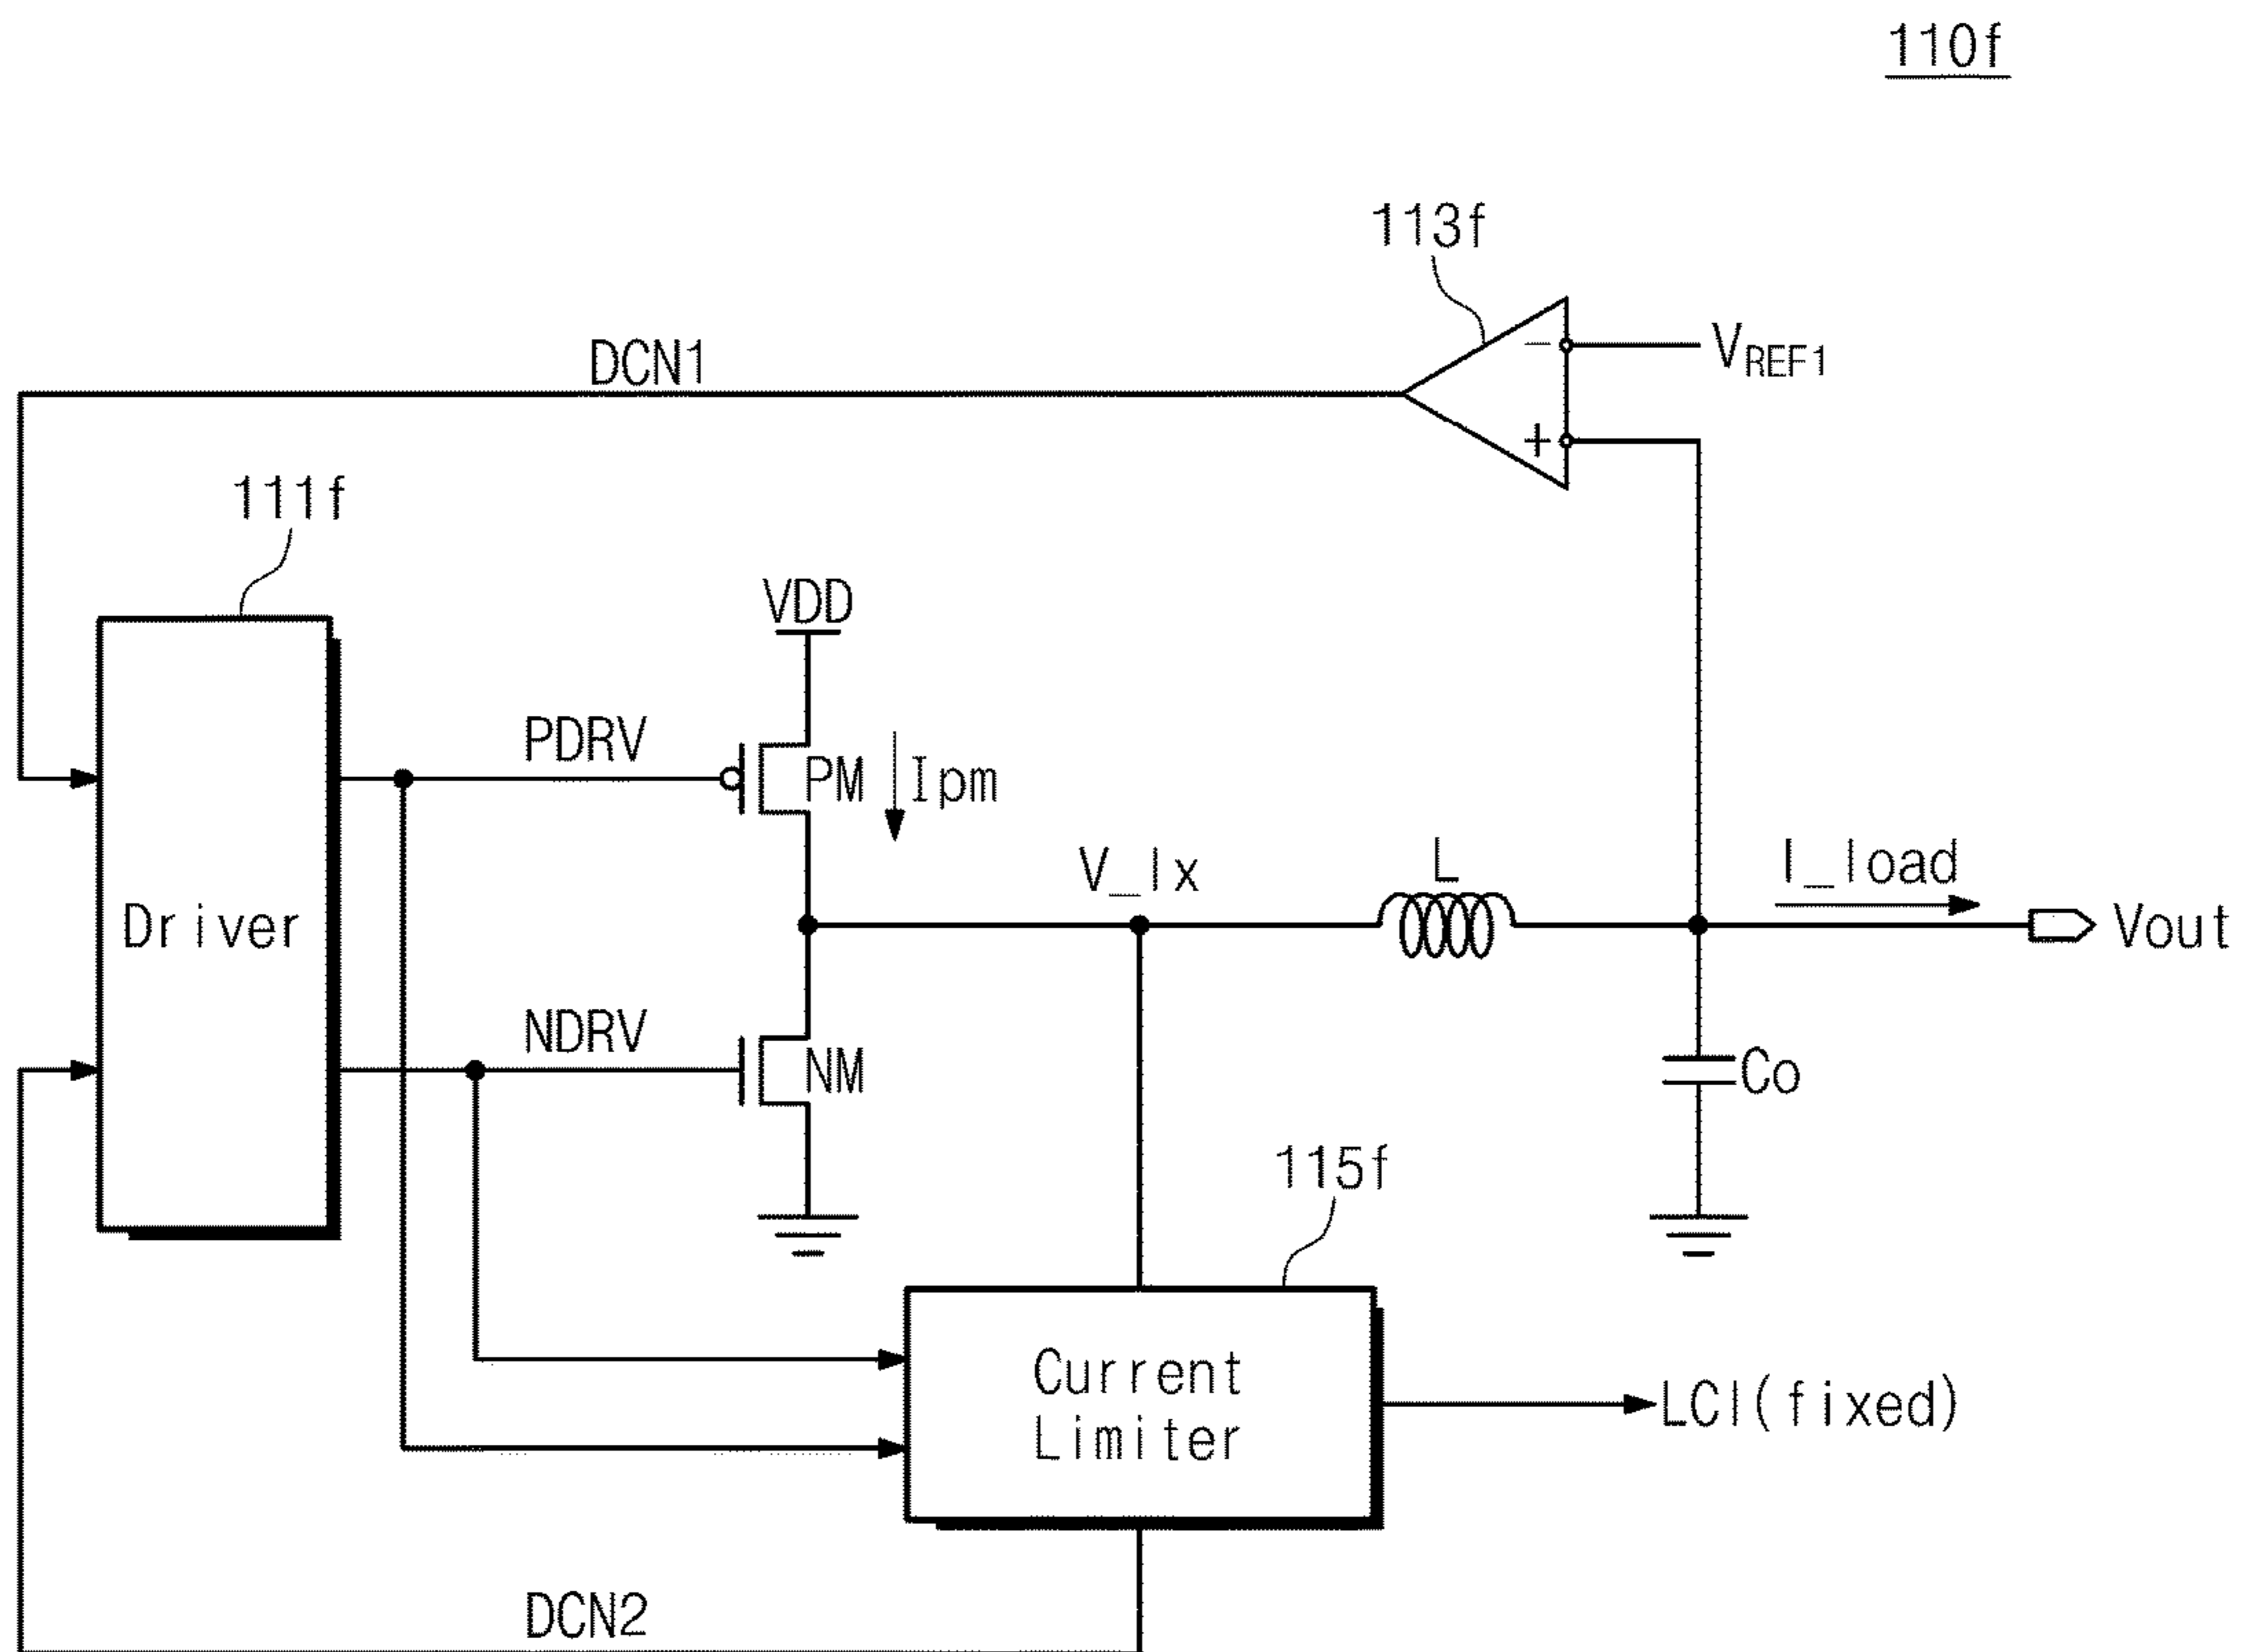 110f
113f
DCN1
-
V_REF1
+
111f
VDD
PDRV
PM
Ipm
V_lx
L
I_load
Driver
Vout
NDRV
NM
Co
115f
Current
Limiter
LCI(fixed)
DCN2